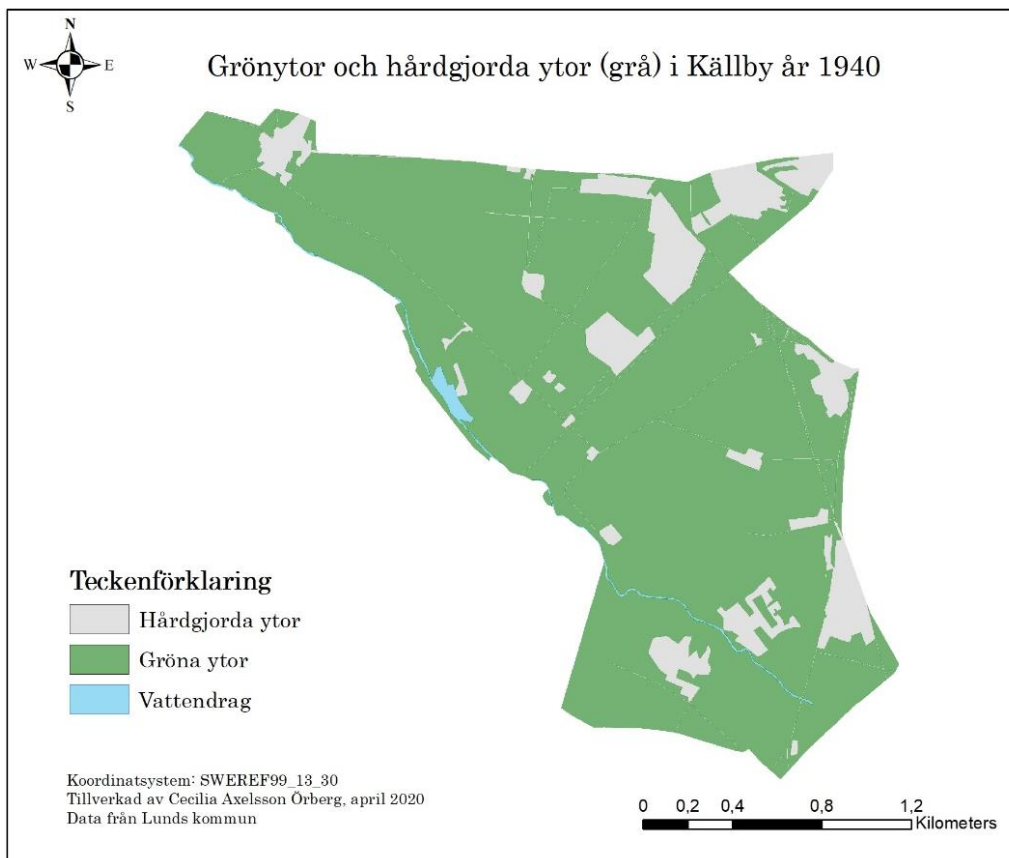 N
W E
S
Grönytor och hårdgjorda ytor (grå) i Källby år 1940
Teckenförklaring
Hårdgjorda ytor
Gröna ytor
Vattendrag
Koordinatsystem: SWEREF99_13_30
Tillverkad av Cecilia Axelsson Örberg, april 2020
Data från Lunds kommun
0 0,2 0,4 0,8 1,2
Kilometers